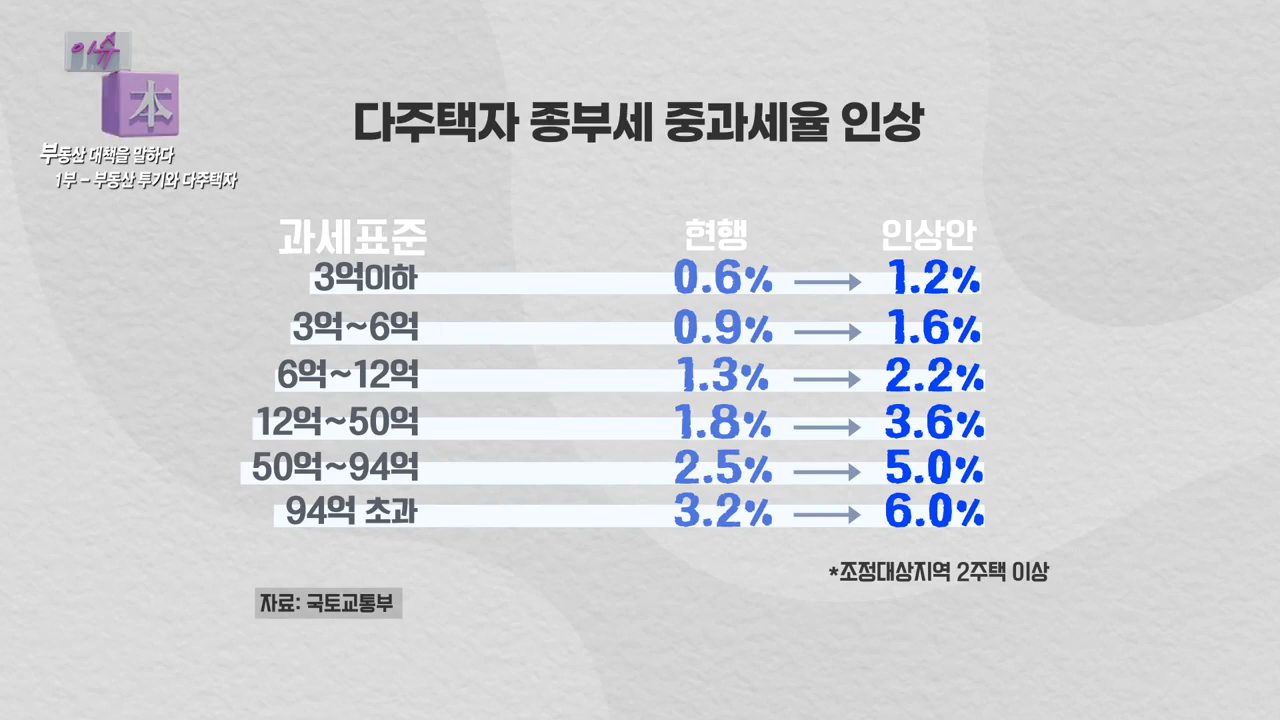 이슈
本
부동산 대책을 말하다
1부 - 부동산 투기와 다주택자
다주택자 종부세 중과세율 인상
과세표준 현행 인상안
3억이하 0.6% → 1.2%
3억~6억 0.9% → 1.6%
6억~12억 1.3% → 2.2%
12억~50억 1.8% → 3.6%
50억~94억 2.5% → 5.0%
94억 초과 3.2% → 6.0%
*조정대상지역 2주택 이상
자료: 국토교통부